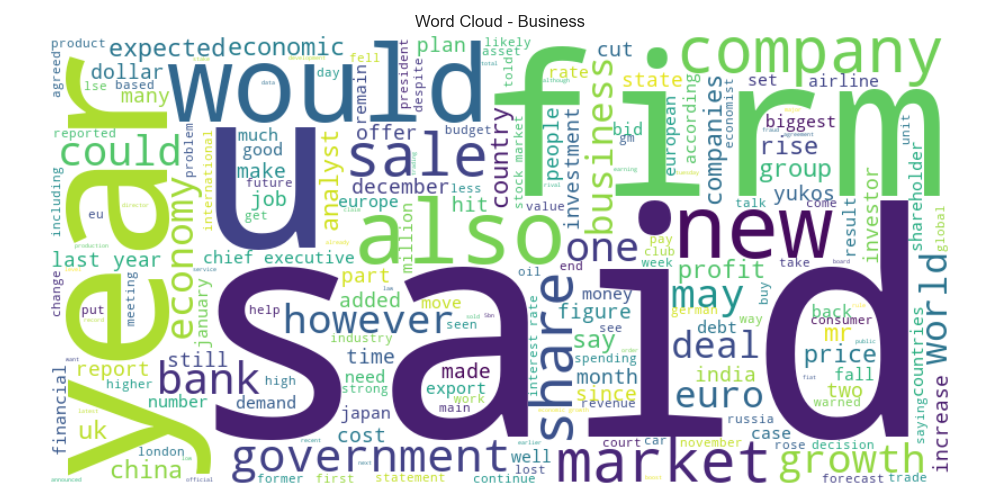 Word Cloud - Business
product
expected
economic
plan
likely
toldet
cut
company
agreed
dollar
lse
based
many
would
remain
day
president
despite
fell
rate
state
set
airline
according
economist
firm
reported
could
problem
much
good
make
offer
budget
sale
country
stock market
people
bid
gm
european
companies
biggest
unit
rise
group
yukos
including
year
eu
economy
international
future
job
get
analyst
december
europe
less
hit
value
investment
business
talk
come
result
investor
shareholder
global
last year
chief executive
million
also
one
new
u
said
oil
end
pay
club
week
profit
take
board
world
change
put
meeting
january
part
added
move
seen
help
however
industry
share
figure
money
german
may
way
buy
back
consumer
mr
countries
report
still
time
need
made
say
see
debt
deal
price
financial
higher
bank
high
strong
export
work
interest rate
spending
month
since
india
fall
two
warned
saying
increase
number
demand
japan
main
revenue
euro
russia
uk
london
cost
court
car
november
case
rose
decision
china
government
well
lost
market
growth
former
first
statement
continue
forecast
trade
announced
official